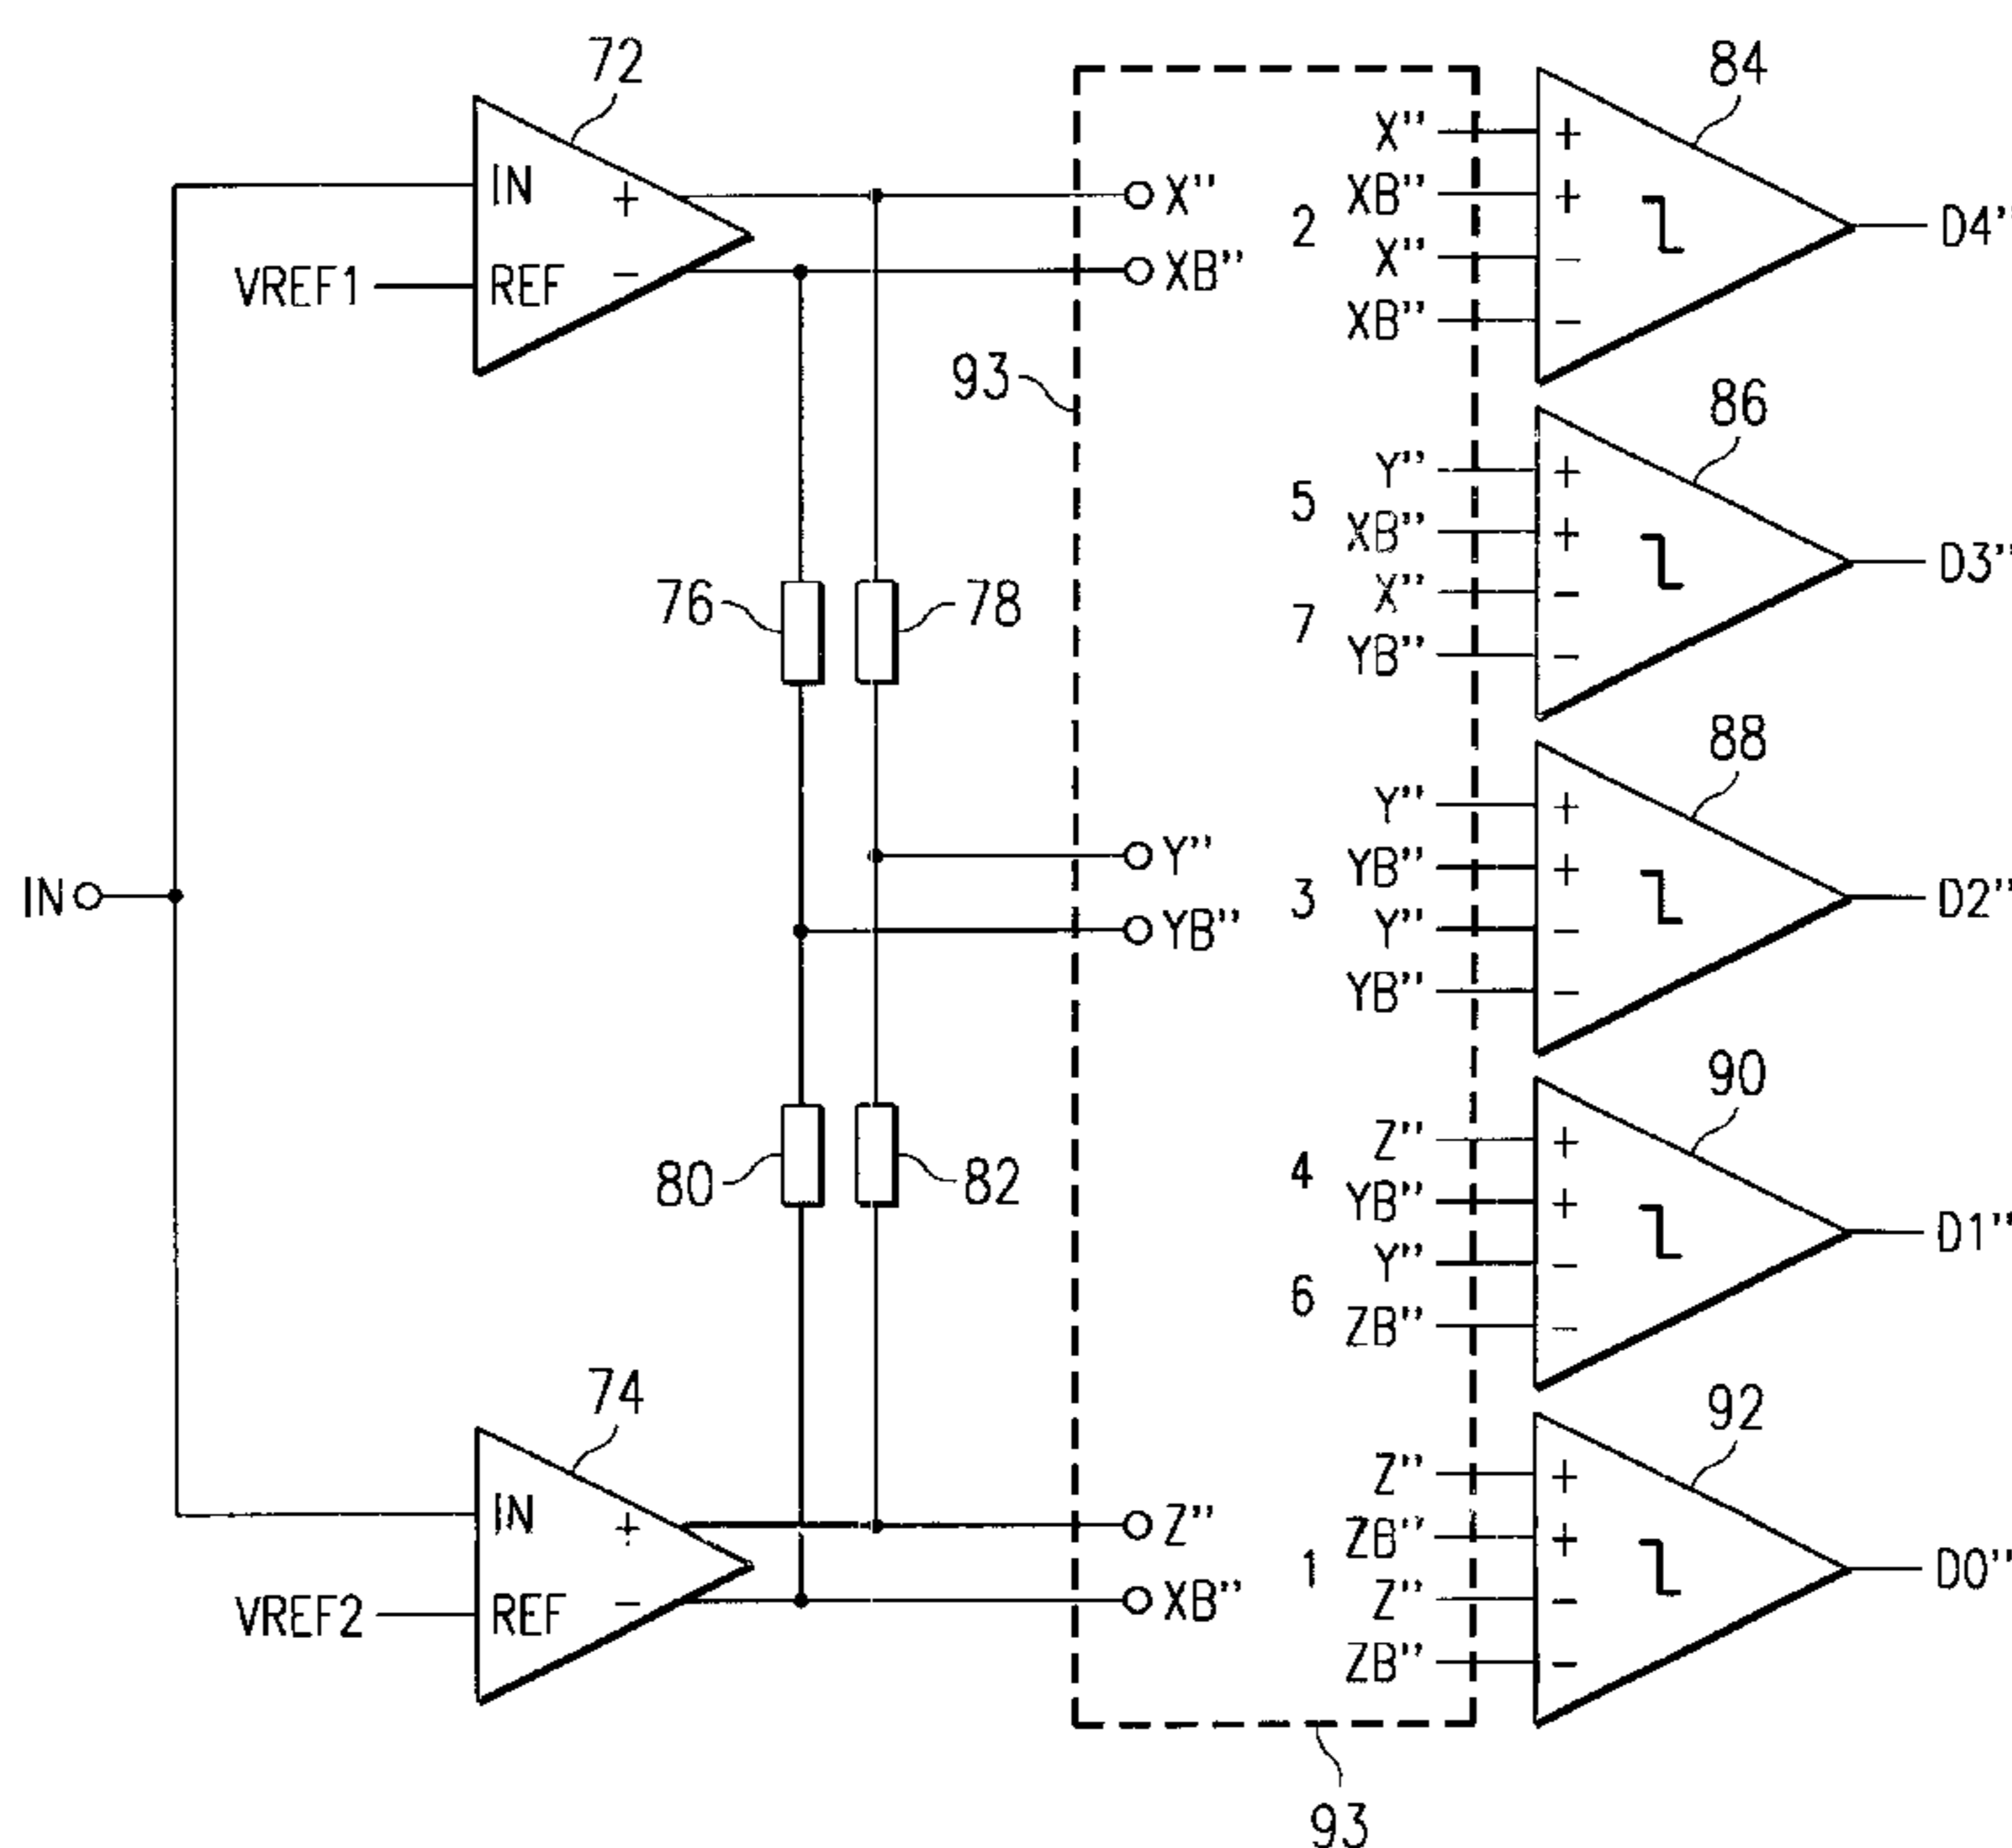 72
IN
+
REF
−
VREF1
X''
XB''
93
76
78
Y''
YB''
IN
80
82
74
IN
+
REF
−
VREF2
Z''
XB''
2
X'' +
XB'' +
X'' −
XB'' −
84
D4''
5
7
Y'' +
XB'' +
X'' −
YB'' −
86
D3''
3
Y'' +
YB'' +
Y'' −
YB'' −
88
D2''
4
6
Z'' +
YB'' +
Y'' −
ZB'' −
90
D1''
1
Z'' +
ZB'' +
Z'' −
ZB'' −
92
D0''
93